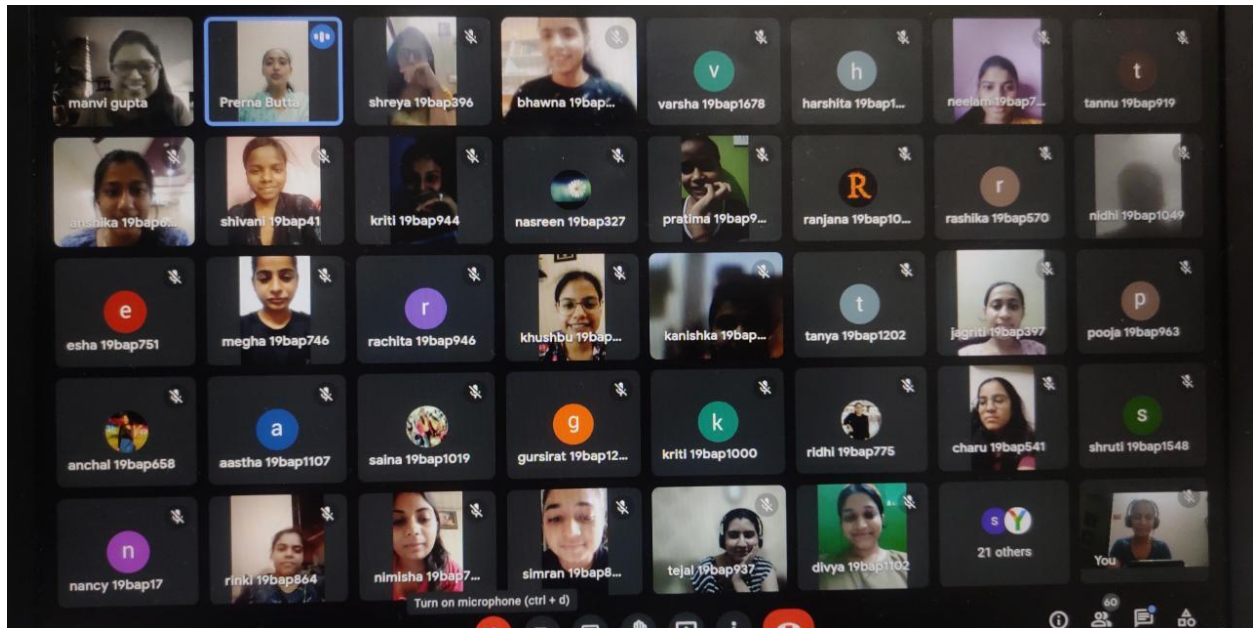 manvi gupta
Prerna Butta
shreya 19bap396
bhawna 19bap...
v
varsha 19bap1678
h
harshita 19bap1...
neelam 19bap7...
t
tannu 19bap919
anshika 19bap6...
shivani 19bap41
kriti 19bap944
nasreen 19bap327
pratima 19bap9...
R
ranjana 19bap10...
r
rashika 19bap570
nidhi 19bap1049
e
esha 19bap751
megha 19bap746
r
rachita 19bap946
khushbu 19bap...
kanishka 19bap...
t
tanya 19bap1202
jagriti 19bap397
p
pooja 19bap963
anchal 19bap658
a
aastha 19bap1107
saina 19bap1019
g
gursirat 19bap12...
k
kriti 19bap1000
ridhi 19bap775
charu 19bap541
s
shruti 19bap1548
n
nancy 19bap17
rinki 19bap864
nimisha 19bap7...
simran 19bap8...
tejal 19bap937
divya 19bap1102
S Y
21 others
You
Turn on microphone (ctrl + d)
60